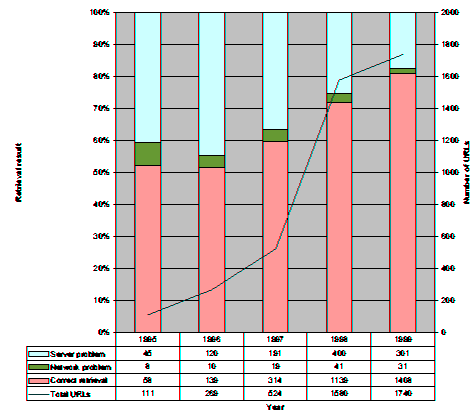 100%
90%
80%
70%
60%
50%
40%
30%
20%
10%
0%
Retrieval result
2000
1800
1600
1400
1200
1000
800
600
400
200
0
Number of URLs
1995 1996 1997 1998 1999
Server problem 45 120 191 400 301
Network problem 8 10 19 41 31
Correct retrieval 58 139 314 1139 1408
Total URLs 111 269 524 1580 1740
Year